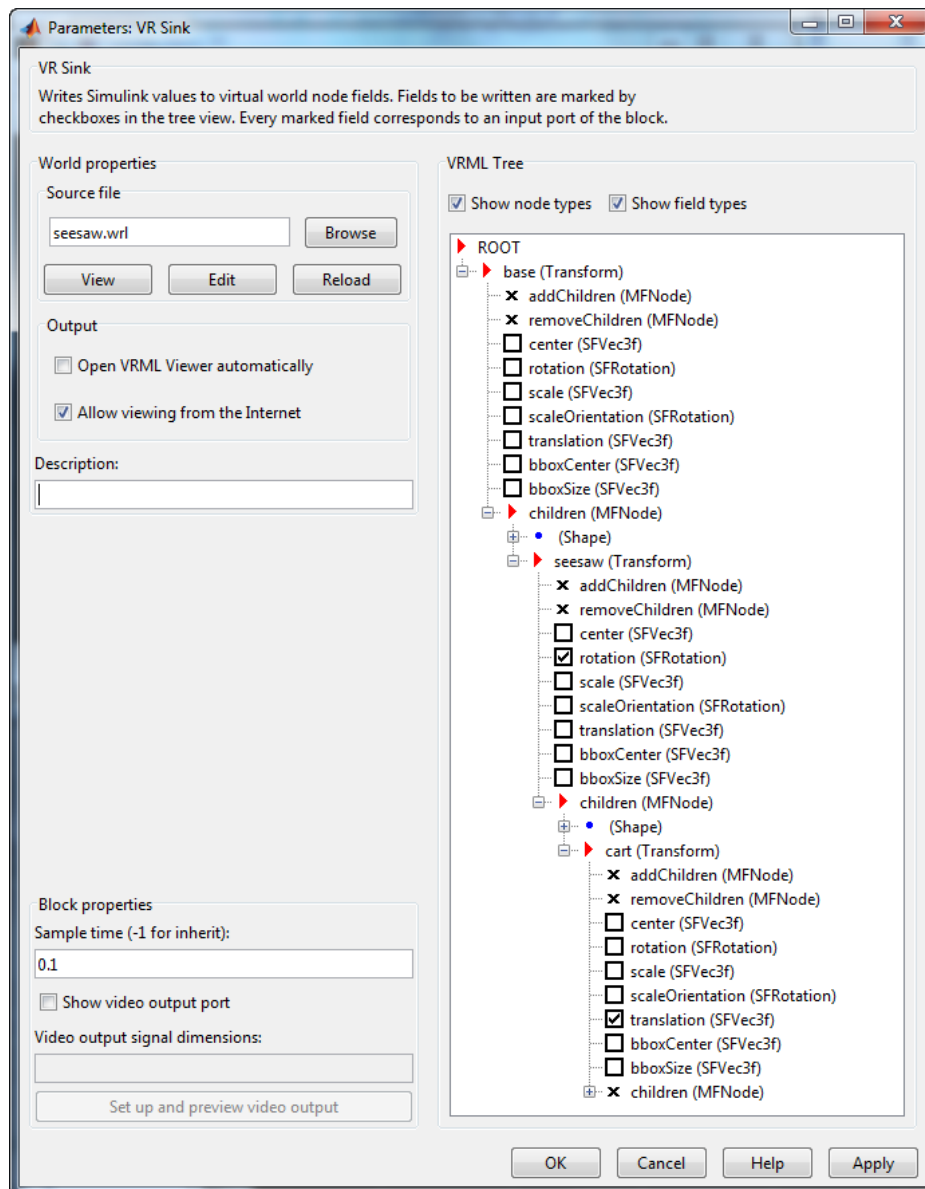 Parameters: VR Sink
VR Sink
Writes Simulink values to virtual world node fields. Fields to be written are marked by
checkboxes in the tree view. Every marked field corresponds to an input port of the block.
World properties
Source file
seesaw.wrl
Browse
View
Edit
Reload
Output
Open VRML Viewer automatically
Allow viewing from the Internet
Description:
Block properties
Sample time (-1 for inherit):
0.1
Show video output port
Video output signal dimensions:
Set up and preview video output
VRML Tree
Show node types
Show field types
ROOT
base (Transform)
addChildren (MFNode)
removeChildren (MFNode)
center (SFVec3f)
rotation (SFRotation)
scale (SFVec3f)
scaleOrientation (SFRotation)
translation (SFVec3f)
bboxCenter (SFVec3f)
bboxSize (SFVec3f)
children (MFNode)
(Shape)
seesaw (Transform)
addChildren (MFNode)
removeChildren (MFNode)
center (SFVec3f)
rotation (SFRotation)
scale (SFVec3f)
scaleOrientation (SFRotation)
translation (SFVec3f)
bboxCenter (SFVec3f)
bboxSize (SFVec3f)
children (MFNode)
(Shape)
cart (Transform)
addChildren (MFNode)
removeChildren (MFNode)
center (SFVec3f)
rotation (SFRotation)
scale (SFVec3f)
scaleOrientation (SFRotation)
translation (SFVec3f)
bboxCenter (SFVec3f)
bboxSize (SFVec3f)
children (MFNode)
OK
Cancel
Help
Apply